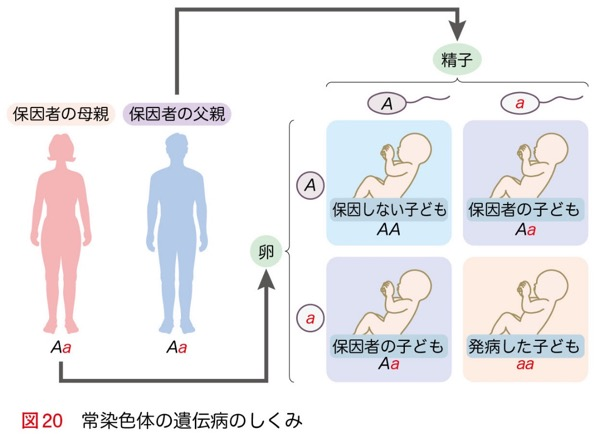 精子
A
a
保因者の母親
保因者の父親
A
保因しない子ども
AA
保因者の子ども
Aa
卵
a
保因者の子ども
Aa
発病した子ども
aa
Aa
Aa
図20 常染色体の遺伝病のしくみ